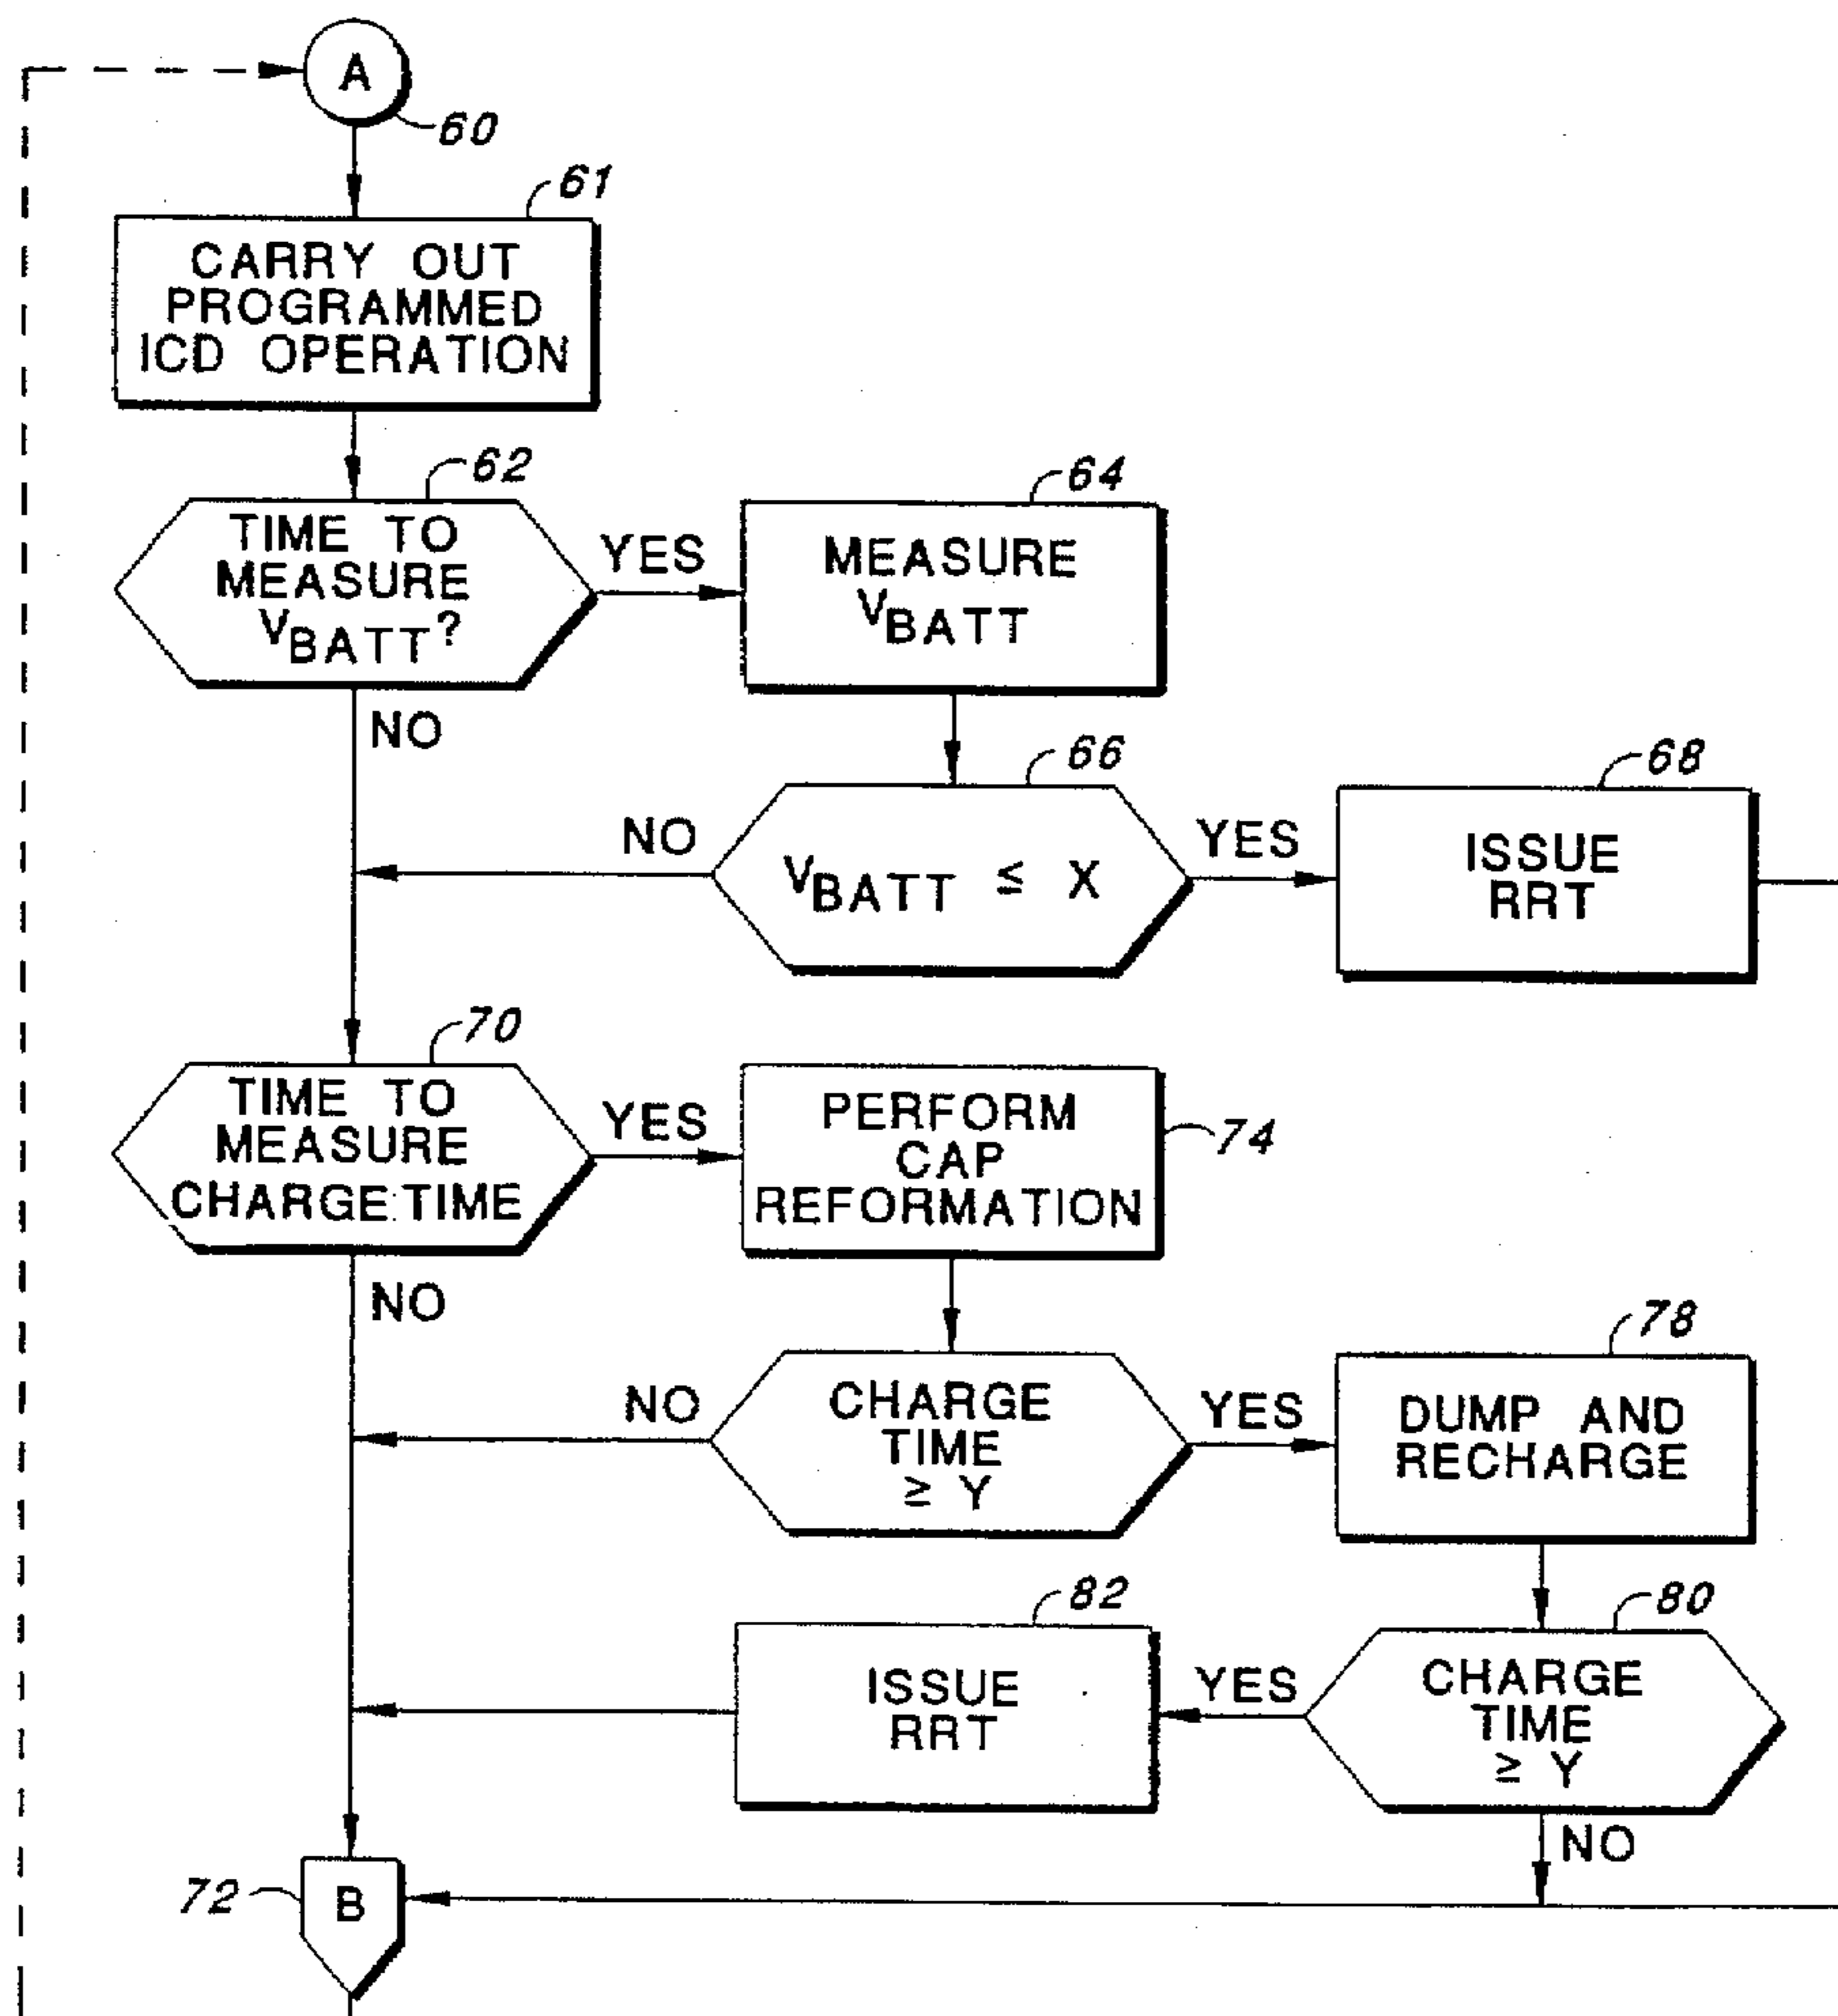 A
60
61
CARRY OUT
PROGRAMMED
ICD OPERATION
62
TIME TO
MEASURE
VBATT?
YES
NO
64
MEASURE
VBATT
66
VBATT ≤ X
NO
YES
68
ISSUE
RRT
70
TIME TO
MEASURE
CHARGE TIME
YES
NO
74
PERFORM
CAP
REFORMATION
CHARGE
TIME
≥ Y
NO
YES
78
DUMP AND
RECHARGE
80
CHARGE
TIME
≥ Y
YES
NO
82
ISSUE
RRT
72
B